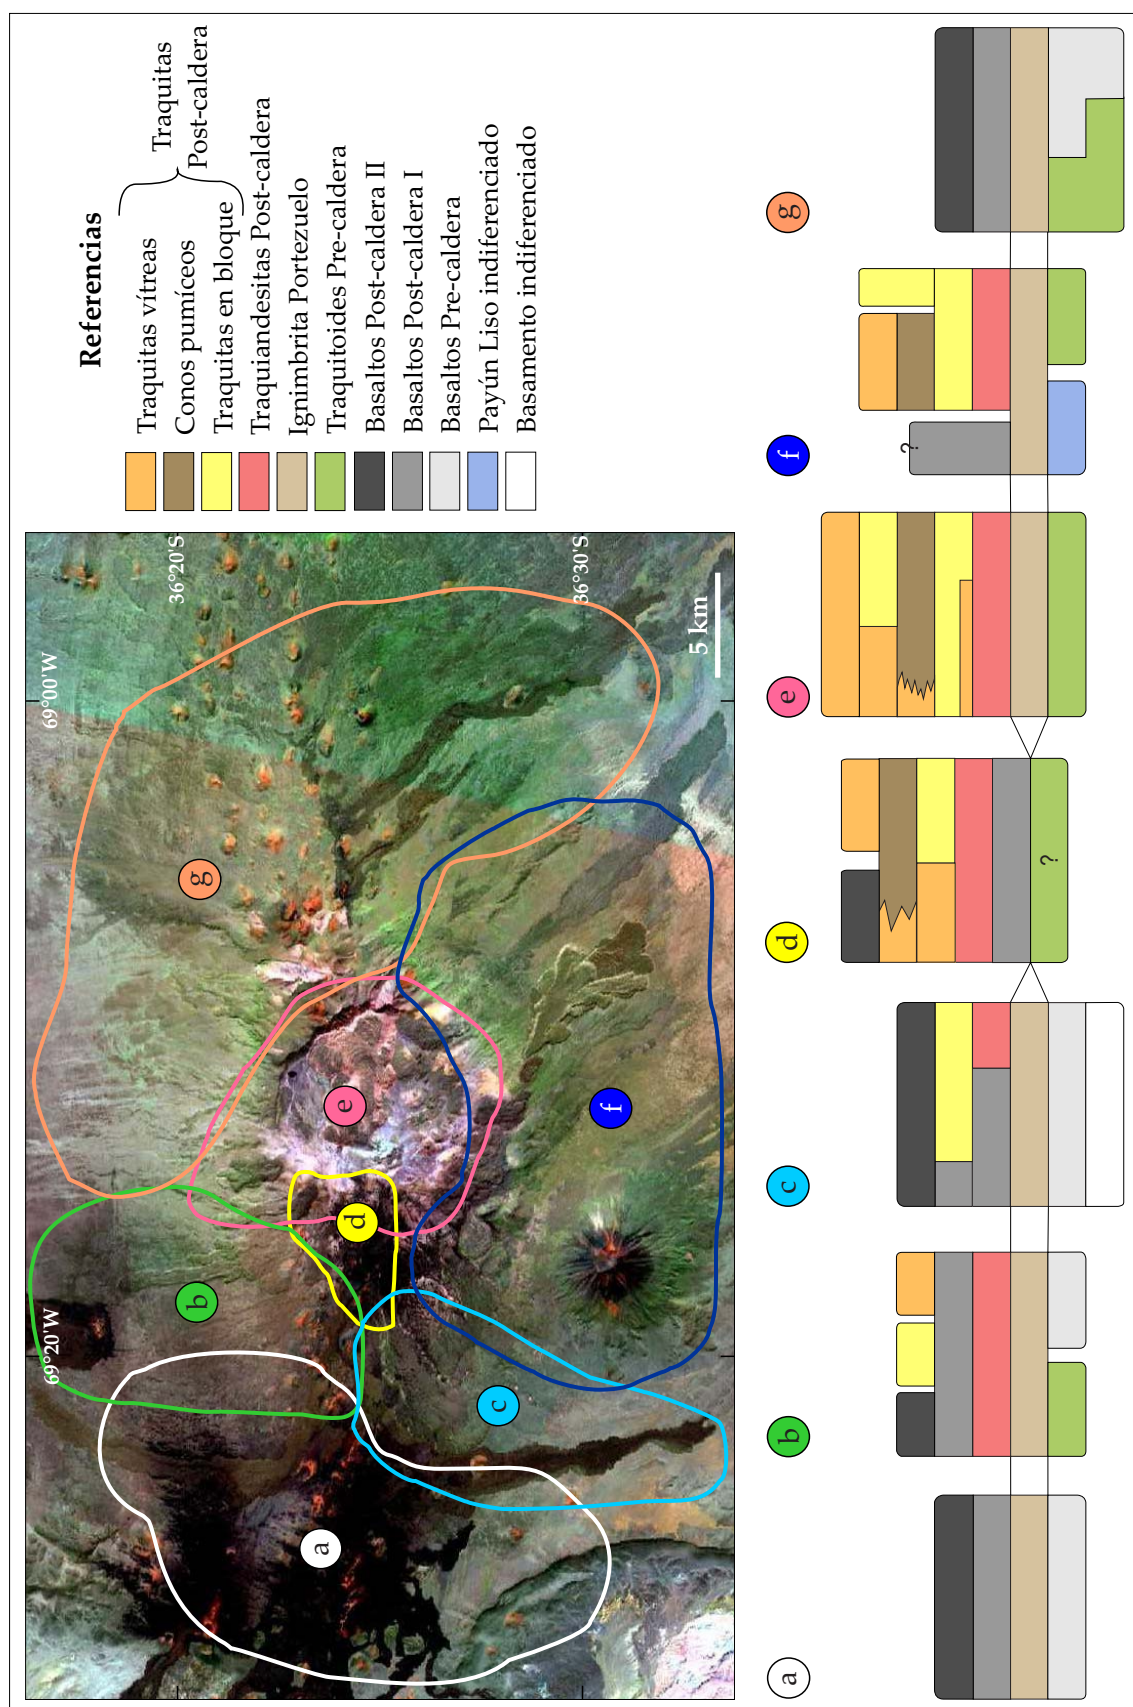 Referencias
Traquitas vítreas
Conos pumíceos
Traquitas en bloque
Traquitas
Post-caldera
Traquiandesitas Post-caldera
Ignimbrita Portezuelo
Traquitoides Pre-caldera
Basaltos Post-caldera II
Basaltos Post-caldera I
Basaltos Pre-caldera
Payún Liso indiferenciado
Basamento indiferenciado
69°20'W
69°00'W
36°20'S
36°30'S
5 km
a
b
c
d
e
f
g
a
b
c
d
e
f
g
?
?